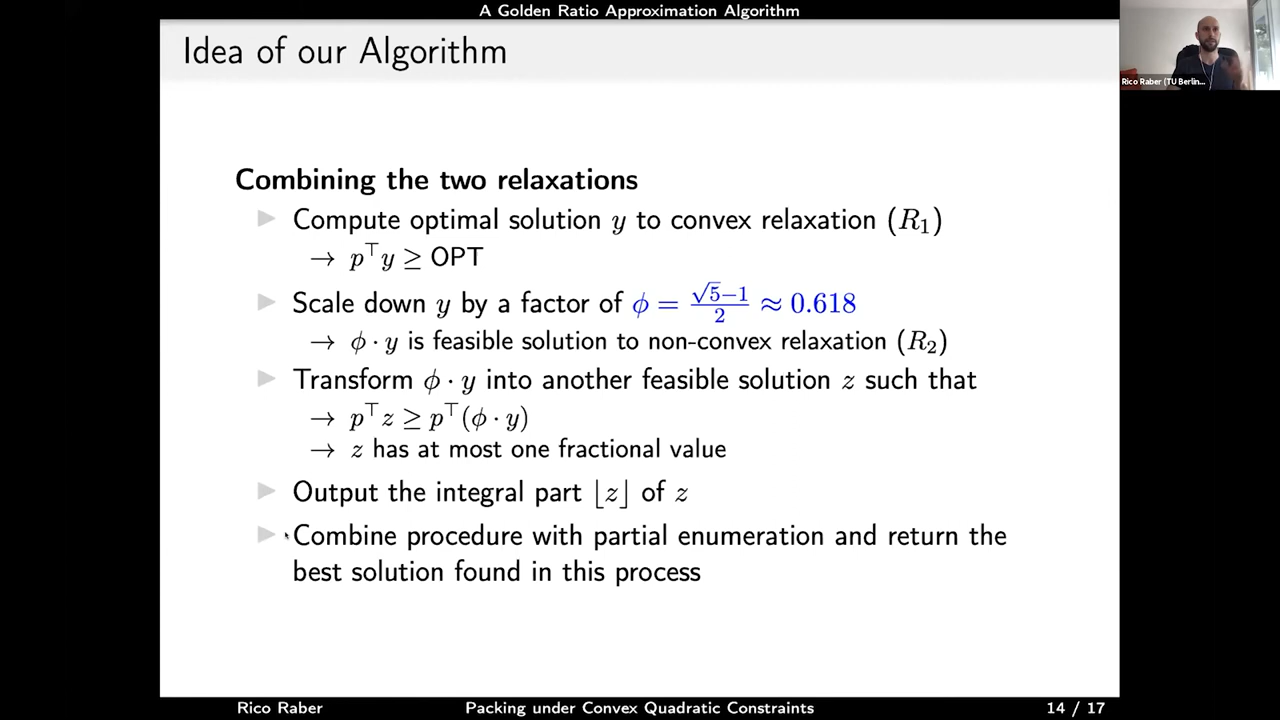 A Golden Ratio Approximation Algorithm
Idea of our Algorithm
Rico Raber (TU Berlin...
Combining the two relaxations
Compute optimal solution y to convex relaxation (R₁)
→ p⊤y ≥ OPT
Scale down y by a factor of ϕ = (√5−1)/2 ≈ 0.618
→ ϕ · y is feasible solution to non-convex relaxation (R₂)
Transform ϕ · y into another feasible solution z such that
→ p⊤z ≥ p⊤(ϕ · y)
→ z has at most one fractional value
Output the integral part ⌊z⌋ of z
Combine procedure with partial enumeration and return the
best solution found in this process
Rico Raber Packing under Convex Quadratic Constraints 14 / 17